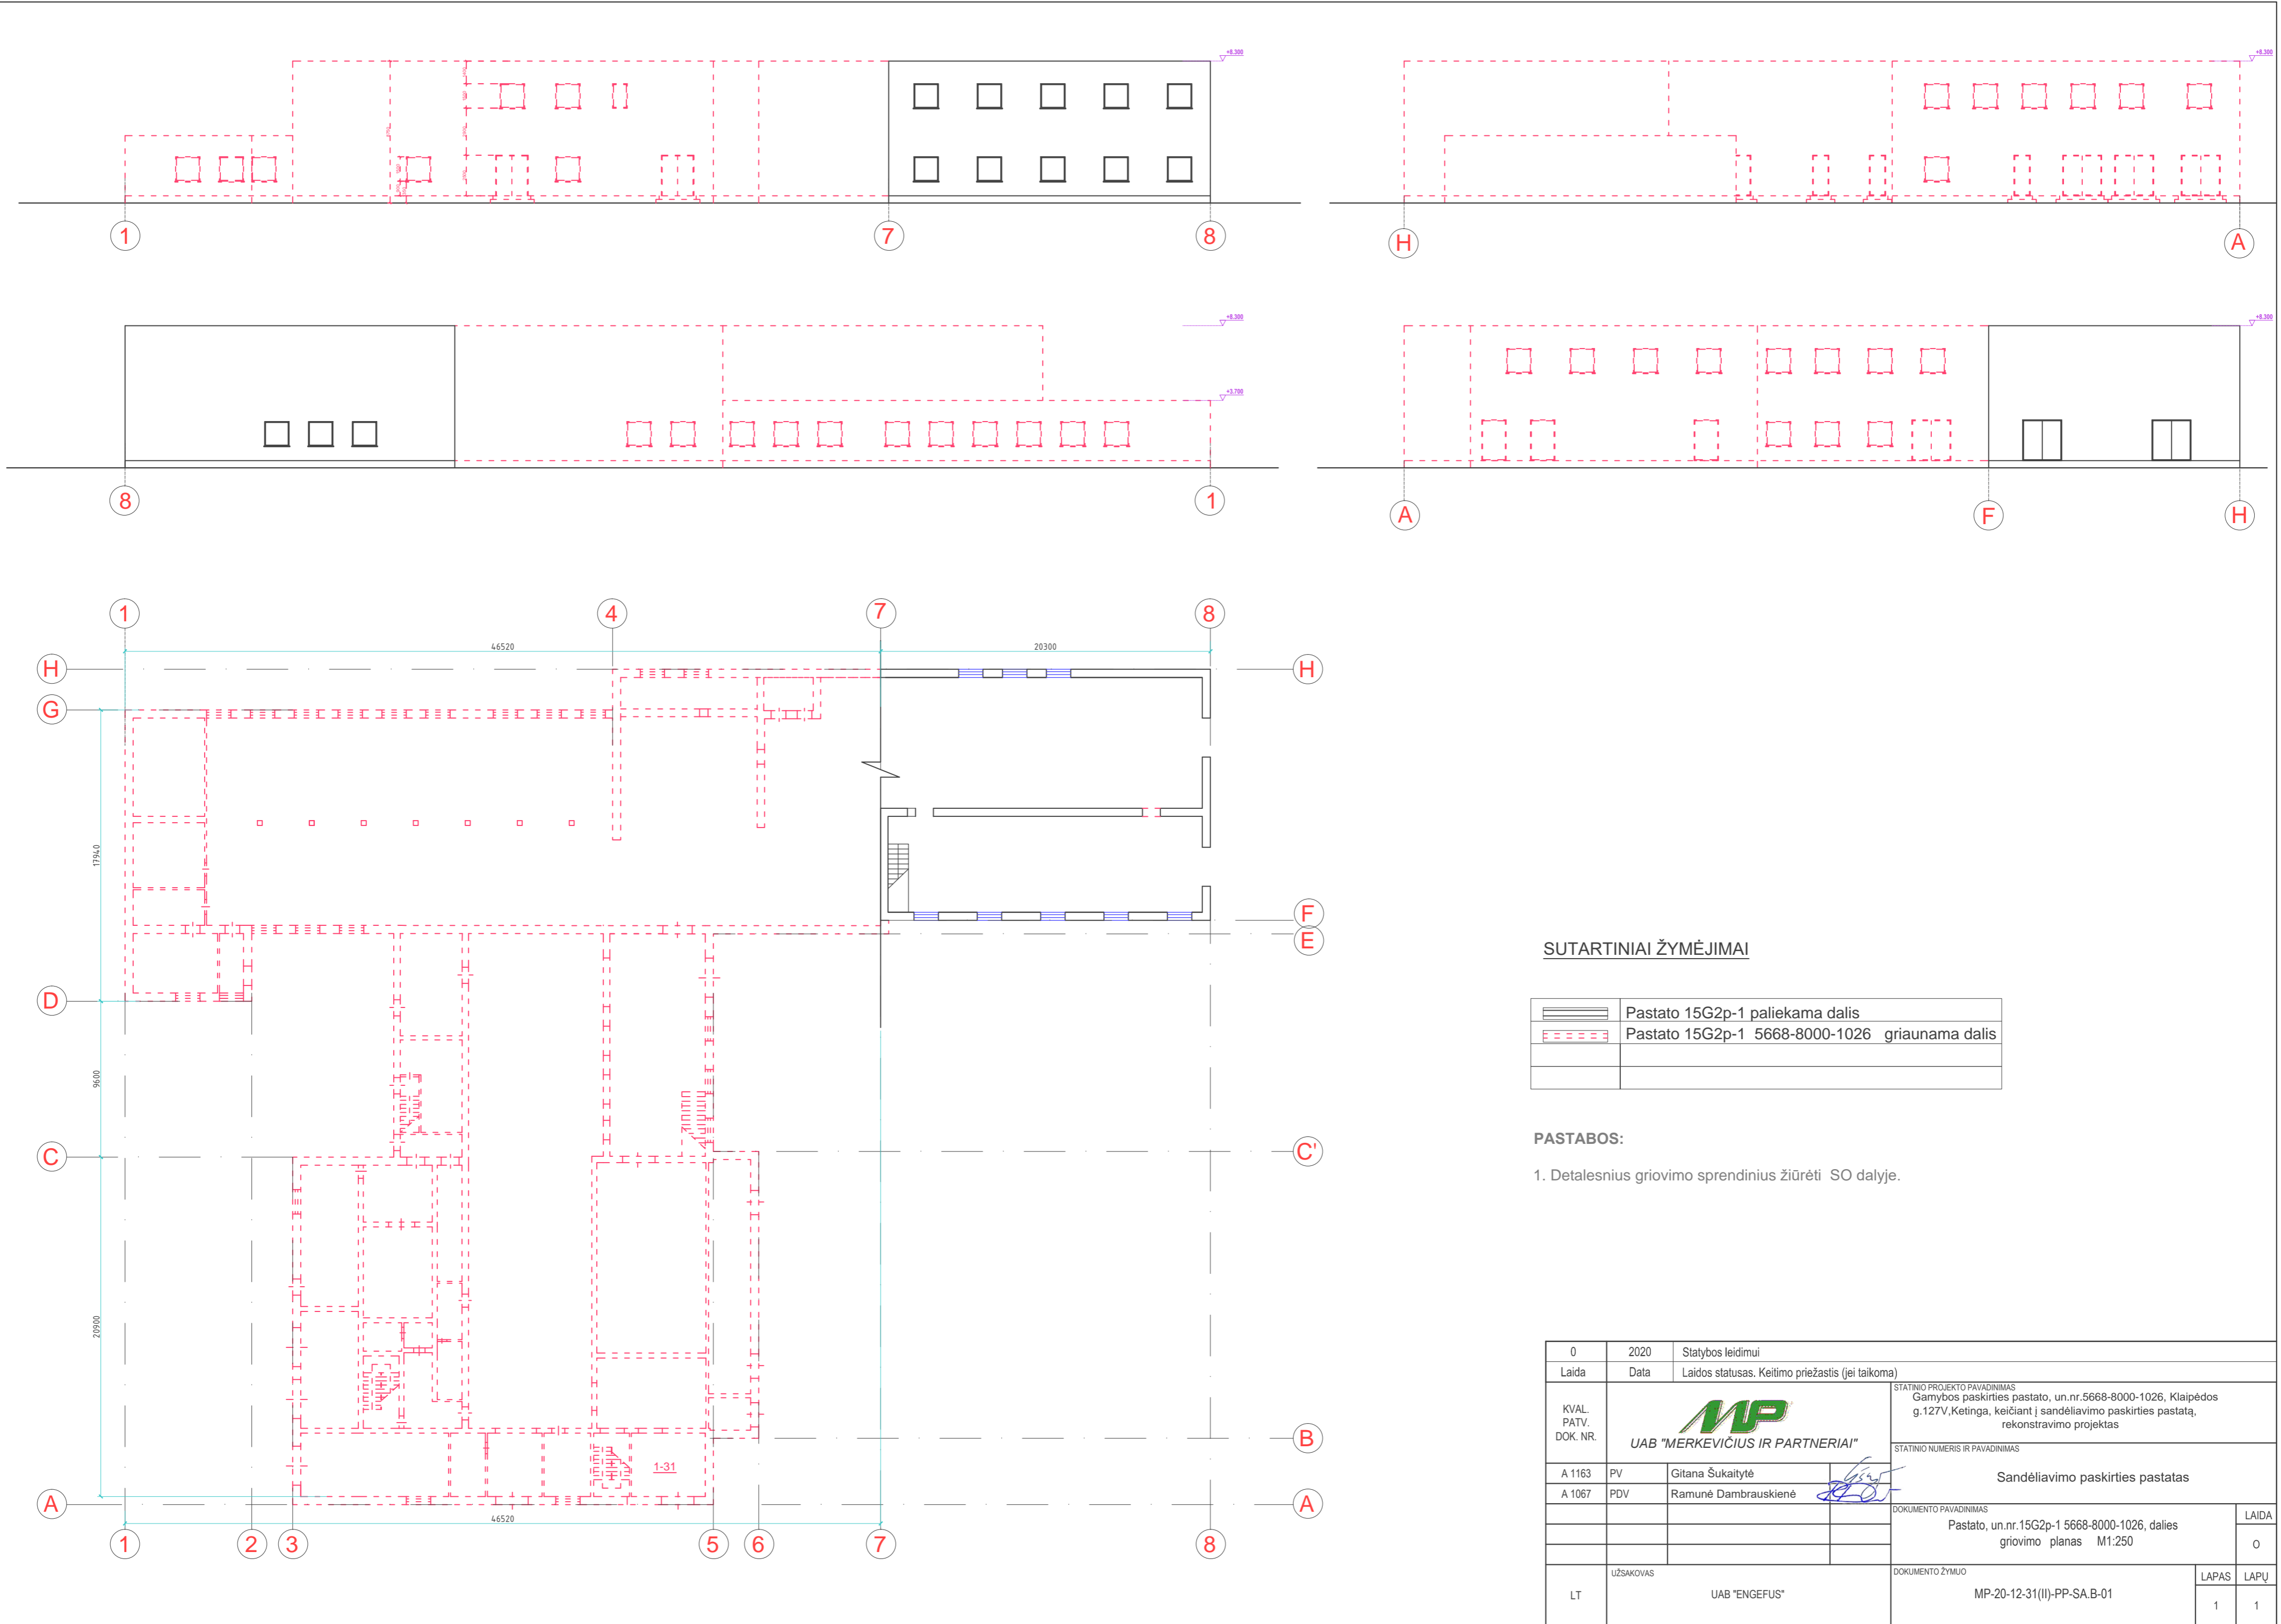 +8.300
+8.300
1
7
8
H
A
+8.300
+3.700
+8.300
8
1
A
F
H
1
4
7
8
46520
20300
H
H
G
17940
F
E
D
9600
C
C'
20900
B
1-31
A
A
46520
1
2
3
5
6
7
8
SUTARTINIAI ŽYMĖJIMAI
Pastato 15G2p-1 paliekama dalis
Pastato 15G2p-1 5668-8000-1026 griaunama dalis
PASTABOS:
1. Detalesnius griovimo sprendinius žiūrėti SO dalyje.
0 2020 Statybos leidimui
Laida Data Laidos statusas. Keitimo priežastis (jei taikoma)
KVAL.
PATV.
DOK. NR.
MP
UAB "MERKEVIČIUS IR PARTNERIAI"
STATINIO PROJEKTO PAVADINIMAS
Gamybos paskirties pastato, un.nr.5668-8000-1026, Klaipėdos
g.127V,Ketinga, keičiant į sandėliavimo paskirties pastatą,
rekonstravimo projektas
STATINIO NUMERIS IR PAVADINIMAS
Sandėliavimo paskirties pastatas
A 1163 PV Gitana Šukaitytė
A 1067 PDV Ramunė Dambrauskienė
DOKUMENTO PAVADINIMAS
Pastato, un.nr.15G2p-1 5668-8000-1026, dalies
griovimo planas M1:250
LAIDA
O
LT
UŽSAKOVAS
UAB "ENGEFUS"
DOKUMENTO ŽYMUO
MP-20-12-31(II)-PP-SA.B-01
LAPAS LAPŲ
1 1